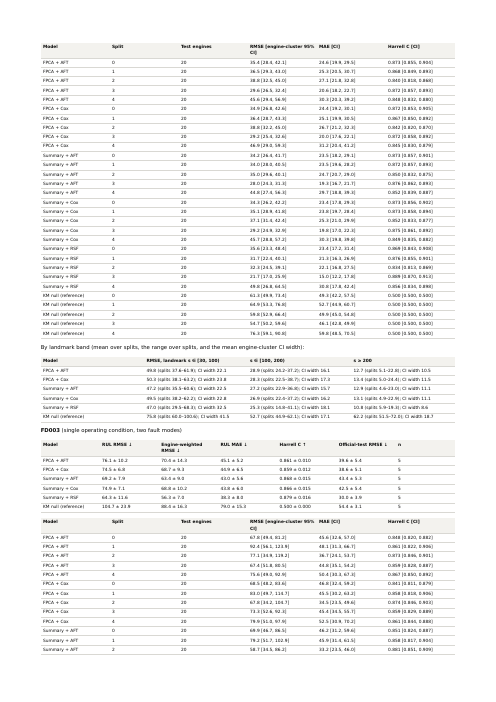 Model Split Test engines RMSE [engine-cluster 95% CI] MAE [CI] Harrell C [CI]
FPCA + AFT 0 20 35.4 [28.4, 42.1] 24.6 [19.9, 29.5] 0.873 [0.855, 0.904]
FPCA + AFT 1 20 36.5 [29.3, 43.0] 25.3 [20.5, 30.7] 0.868 [0.849, 0.893]
FPCA + AFT 2 20 38.8 [32.5, 45.0] 27.1 [21.8, 32.8] 0.840 [0.818, 0.868]
FPCA + AFT 3 20 29.6 [26.5, 32.4] 20.6 [18.2, 22.7] 0.872 [0.857, 0.893]
FPCA + AFT 4 20 45.6 [29.4, 56.9] 30.3 [20.3, 39.2] 0.848 [0.832, 0.880]
FPCA + Cox 0 20 34.9 [26.8, 42.6] 24.4 [19.2, 30.1] 0.872 [0.853, 0.905]
FPCA + Cox 1 20 36.4 [28.7, 43.3] 25.1 [19.9, 30.5] 0.867 [0.850, 0.892]
FPCA + Cox 2 20 38.8 [32.2, 45.0] 26.7 [21.2, 32.3] 0.842 [0.820, 0.870]
FPCA + Cox 3 20 29.2 [25.4, 32.6] 20.0 [17.6, 22.1] 0.872 [0.858, 0.892]
FPCA + Cox 4 20 46.9 [29.0, 59.3] 31.2 [20.4, 41.2] 0.845 [0.830, 0.879]
Summary + AFT 0 20 34.2 [26.4, 41.7] 23.5 [18.2, 29.1] 0.873 [0.857, 0.901]
Summary + AFT 1 20 34.0 [28.0, 40.5] 23.5 [19.6, 28.2] 0.872 [0.857, 0.893]
Summary + AFT 2 20 35.0 [29.6, 40.1] 24.7 [20.7, 29.0] 0.850 [0.832, 0.875]
Summary + AFT 3 20 28.0 [24.3, 31.3] 19.3 [16.7, 21.7] 0.876 [0.862, 0.893]
Summary + AFT 4 20 44.8 [27.4, 56.3] 29.7 [18.8, 39.3] 0.852 [0.839, 0.887]
Summary + Cox 0 20 34.3 [26.2, 42.2] 23.4 [17.8, 29.3] 0.873 [0.856, 0.902]
Summary + Cox 1 20 35.1 [28.9, 41.8] 23.8 [19.7, 28.4] 0.873 [0.858, 0.894]
Summary + Cox 2 20 37.1 [31.4, 42.4] 25.3 [21.0, 29.9] 0.852 [0.833, 0.877]
Summary + Cox 3 20 29.2 [24.9, 32.9] 19.8 [17.0, 22.3] 0.875 [0.861, 0.892]
Summary + Cox 4 20 45.7 [28.8, 57.2] 30.3 [19.8, 39.8] 0.849 [0.835, 0.882]
Summary + RSF 0 20 35.6 [23.3, 48.4] 23.4 [17.2, 31.4] 0.869 [0.843, 0.908]
Summary + RSF 1 20 31.7 [22.4, 40.1] 21.3 [16.3, 26.9] 0.876 [0.855, 0.901]
Summary + RSF 2 20 32.3 [24.5, 39.1] 22.1 [16.8, 27.5] 0.834 [0.813, 0.869]
Summary + RSF 3 20 21.7 [17.0, 25.9] 15.0 [12.2, 17.8] 0.889 [0.870, 0.913]
Summary + RSF 4 20 49.8 [26.8, 64.5] 30.8 [17.8, 42.4] 0.856 [0.834, 0.898]
KM null (reference) 0 20 61.3 [49.9, 73.4] 49.3 [42.2, 57.5] 0.500 [0.500, 0.500]
KM null (reference) 1 20 64.9 [53.3, 76.8] 52.7 [44.9, 60.7] 0.500 [0.500, 0.500]
KM null (reference) 2 20 59.8 [52.9, 66.4] 49.9 [45.0, 54.8] 0.500 [0.500, 0.500]
KM null (reference) 3 20 54.7 [50.2, 59.6] 46.1 [42.8, 49.9] 0.500 [0.500, 0.500]
KM null (reference) 4 20 76.3 [59.1, 90.8] 59.8 [48.5, 70.5] 0.500 [0.500, 0.500]
By landmark band (mean over splits, the range over splits, and the mean engine-cluster CI width):
Model RMSE, landmark s ∈ [30, 100) s ∈ [100, 200) s ≥ 200
FPCA + AFT 49.8 (splits 37.6–61.9); CI width 22.1 28.9 (splits 24.2–37.2); CI width 16.1 12.7 (splits 5.1–22.8); CI width 10.5
FPCA + Cox 50.3 (splits 38.1–63.2); CI width 23.8 28.3 (splits 22.5–38.7); CI width 17.3 13.4 (splits 5.0–24.4); CI width 11.5
Summary + AFT 47.2 (splits 35.5–60.6); CI width 22.5 27.2 (splits 22.9–36.8); CI width 15.7 12.9 (splits 4.6–23.6); CI width 11.1
Summary + Cox 49.5 (splits 38.2–62.2); CI width 22.8 26.9 (splits 22.4–37.2); CI width 16.2 13.1 (splits 4.9–22.9); CI width 11.1
Summary + RSF 47.0 (splits 29.5–68.3); CI width 32.5 25.3 (splits 14.8–41.8); CI width 18.1 10.8 (splits 5.9–19.3); CI width 8.6
KM null (reference) 75.8 (splits 60.0–100.6); CI width 44.9 52.7 (splits 44.9–62.1); CI width 17.1 62.2 (splits 51.5–72.0); CI width 18.7
FD003 (single operating condition, two fault modes)
Model RUL RMSE ↓ Engine-weighted RMSE ↓ RUL MAE ↓ Harrell C ↑ Official-test RMSE ↓ n
FPCA + AFT 76.1 ± 10.2 70.4 ± 14.3 45.1 ± 5.2 0.861 ± 0.010 39.6 ± 5.4 5
FPCA + Cox 74.5 ± 6.8 68.7 ± 9.3 44.9 ± 6.5 0.859 ± 0.012 38.6 ± 5.1 5
Summary + AFT 69.2 ± 7.9 63.4 ± 11.0 43.0 ± 5.6 0.868 ± 0.015 43.4 ± 5.3 5
Summary + Cox 74.9 ± 7.1 68.8 ± 10.2 43.8 ± 6.0 0.866 ± 0.015 42.5 ± 5.4 5
Summary + RSF 64.3 ± 11.6 56.3 ± 7.0 38.3 ± 8.0 0.879 ± 0.016 30.0 ± 3.9 5
KM null (reference) 104.7 ± 23.9 88.4 ± 16.3 79.0 ± 15.3 0.500 ± 0.000 54.4 ± 3.1 5
Model Split Test engines RMSE [engine-cluster 95% CI] MAE [CI] Harrell C [CI]
FPCA + AFT 0 20 67.8 [49.4, 81.2] 45.6 [32.6, 57.0] 0.848 [0.820, 0.882]
FPCA + AFT 1 20 92.4 [56.1, 123.9] 48.1 [31.3, 66.7] 0.861 [0.822, 0.906]
FPCA + AFT 2 20 77.1 [34.9, 119.2] 36.7 [24.1, 53.7] 0.873 [0.846, 0.901]
FPCA + AFT 3 20 67.4 [51.8, 80.5] 44.8 [35.1, 54.2] 0.859 [0.828, 0.887]
FPCA + AFT 4 20 75.6 [49.0, 92.9] 50.4 [30.3, 67.3] 0.867 [0.850, 0.892]
FPCA + Cox 0 20 68.5 [48.2, 83.6] 46.8 [32.4, 59.2] 0.841 [0.811, 0.879]
FPCA + Cox 1 20 83.0 [49.7, 114.7] 45.5 [30.2, 63.2] 0.858 [0.818, 0.906]
FPCA + Cox 2 20 67.8 [34.2, 104.7] 34.5 [23.5, 49.6] 0.874 [0.846, 0.903]
FPCA + Cox 3 20 73.3 [52.6, 92.3] 45.4 [34.5, 55.7] 0.859 [0.829, 0.889]
FPCA + Cox 4 20 79.9 [51.0, 97.9] 52.5 [30.9, 70.2] 0.861 [0.844, 0.888]
Summary + AFT 0 20 69.9 [46.7, 86.5] 46.2 [31.2, 59.6] 0.851 [0.824, 0.887]
Summary + AFT 1 20 79.2 [51.7, 102.9] 45.9 [31.4, 61.5] 0.858 [0.817, 0.904]
Summary + AFT 2 20 58.7 [34.5, 86.2] 33.2 [23.5, 46.0] 0.881 [0.851, 0.909]